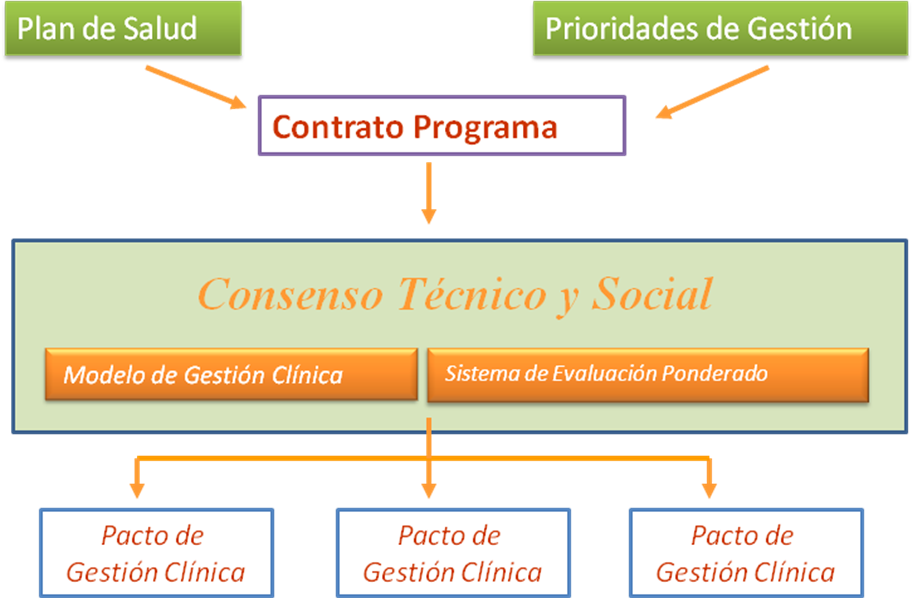 Plan de Salud
Prioridades de Gestión
Contrato Programa
Consenso Técnico y Social
Modelo de Gestión Clínica
Sistema de Evaluación Ponderado
Pacto de
Gestión Clínica
Pacto de
Gestión Clínica
Pacto de
Gestión Clínica